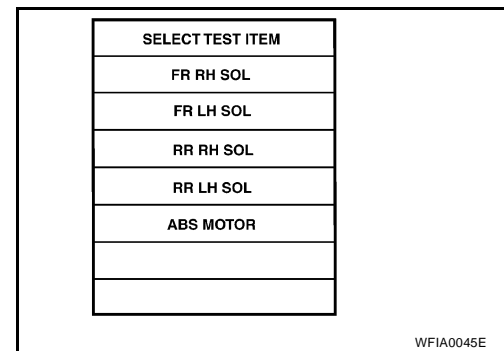 SELECT TEST ITEM
FR RH SOL
FR LH SOL
RR RH SOL
RR LH SOL
ABS MOTOR
WFIA0045E